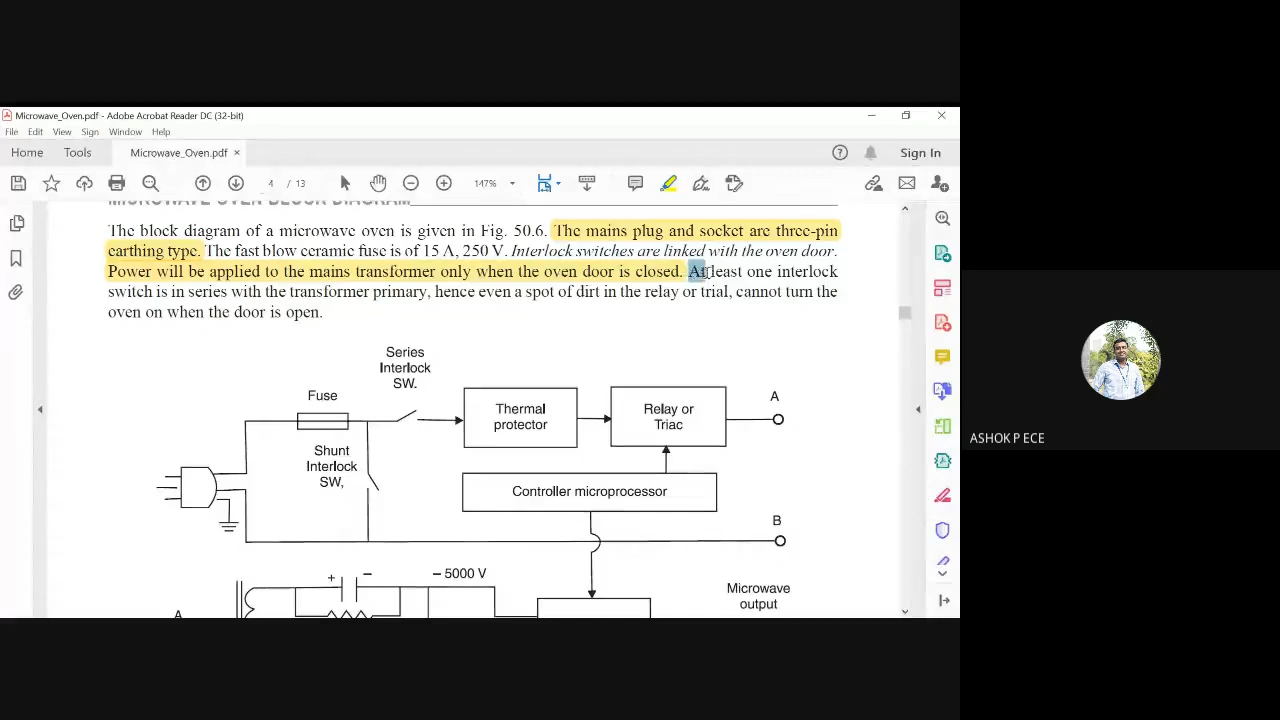 Microwave_Oven.pdf - Adobe Acrobat Reader DC (32-bit)
File Edit View Sign Window Help
Home Tools Microwave_Oven.pdf × Sign In
4 / 13 147%
MICROWAVE OVEN BLOCK DIAGRAM
The block diagram of a microwave oven is given in Fig. 50.6. The mains plug and socket are three-pin
earthing type. The fast blow ceramic fuse is of 15 A, 250 V. Interlock switches are linked with the oven door.
Power will be applied to the mains transformer only when the oven door is closed. At least one interlock
switch is in series with the transformer primary, hence even a spot of dirt in the relay or trial, cannot turn the
oven on when the door is open.
Series
Interlock
SW.
Fuse
Thermal
protector
Relay or
Triac
A
Shunt
Interlock
SW,
Controller microprocessor
B
+ − − 5000 V
Microwave
output
A
ASHOK P ECE